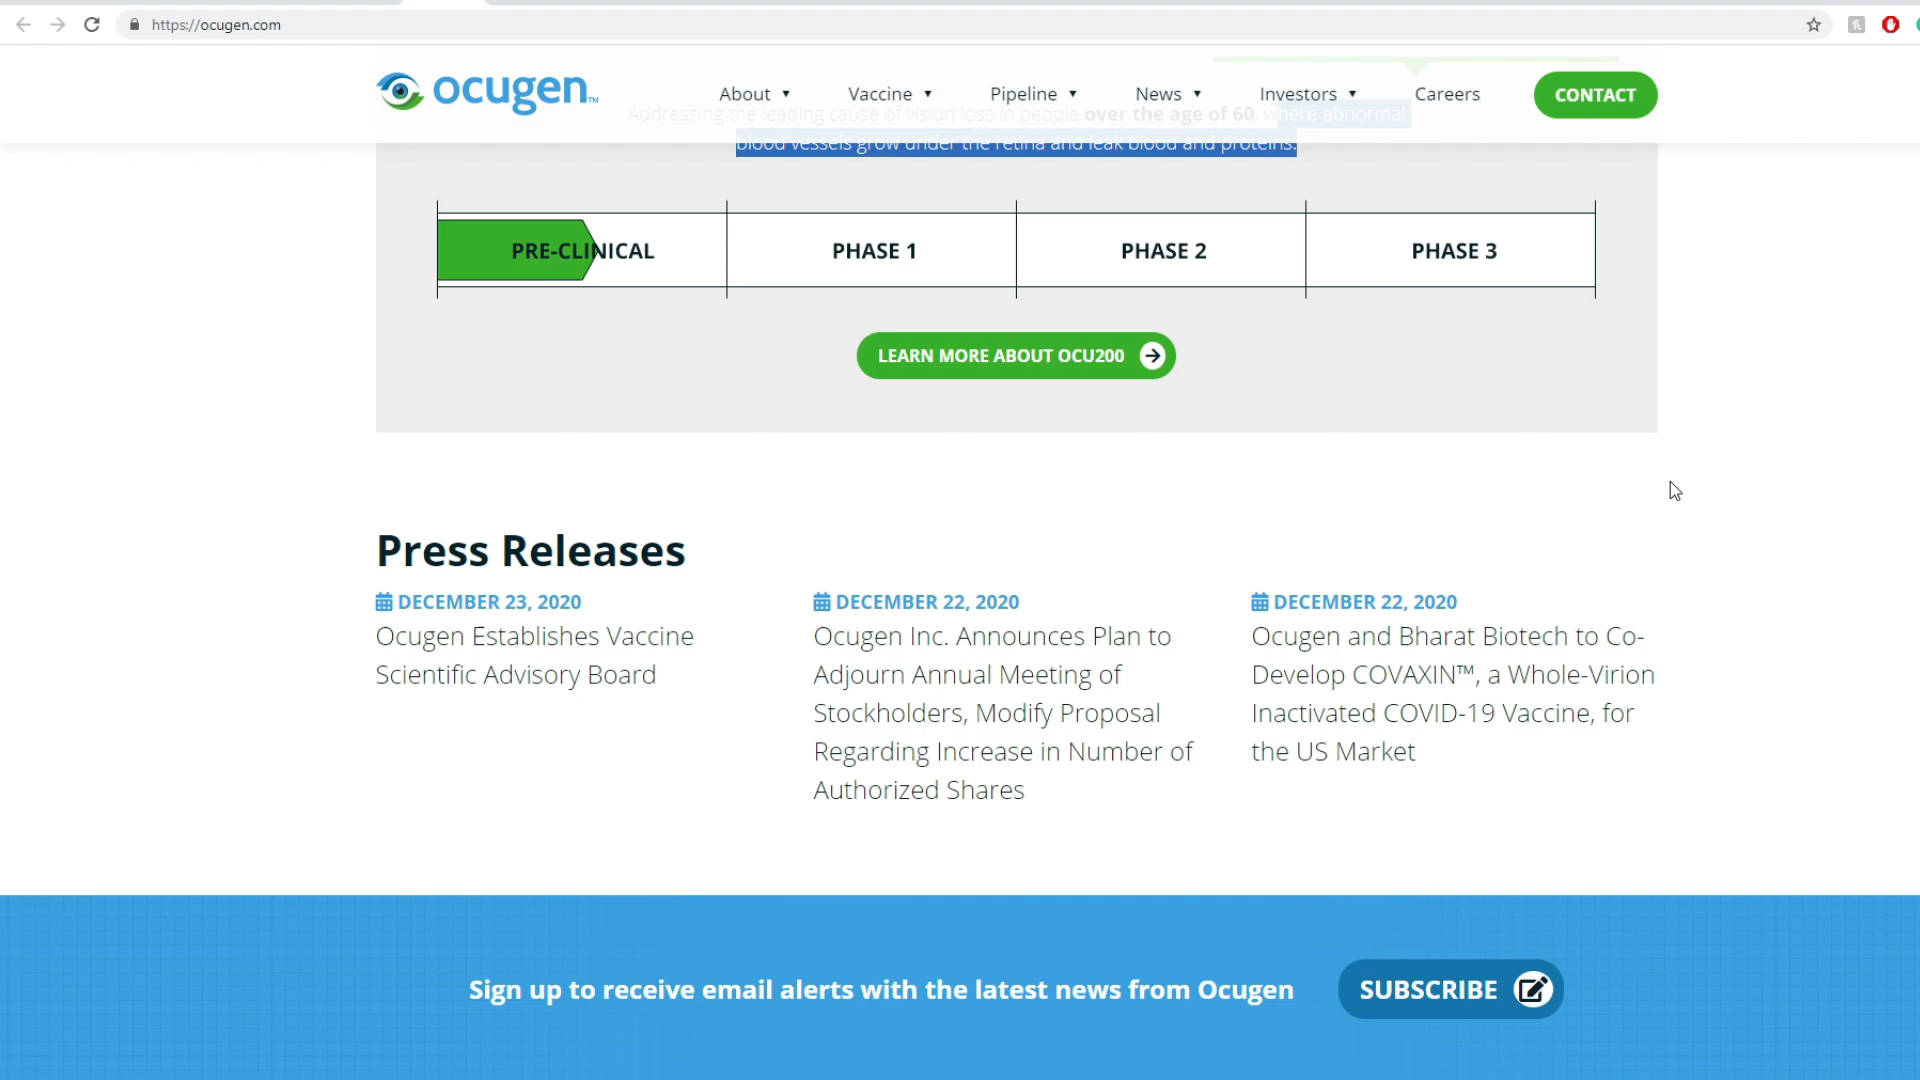 https://ocugen.com
ocugen™
About ▼
Vaccine ▼
Pipeline ▼
News ▼
Investors ▼
Careers
CONTACT
Addressing the leading cause of vision loss in people over the age of 60, where abnormal
blood vessels grow under the retina and leak blood and proteins.
PRE-CLINICAL
PHASE 1
PHASE 2
PHASE 3
LEARN MORE ABOUT OCU200
Press Releases
DECEMBER 23, 2020
Ocugen Establishes Vaccine
Scientific Advisory Board
DECEMBER 22, 2020
Ocugen Inc. Announces Plan to
Adjourn Annual Meeting of
Stockholders, Modify Proposal
Regarding Increase in Number of
Authorized Shares
DECEMBER 22, 2020
Ocugen and Bharat Biotech to Co-
Develop COVAXIN™, a Whole-Virion
Inactivated COVID-19 Vaccine, for
the US Market
Sign up to receive email alerts with the latest news from Ocugen
SUBSCRIBE